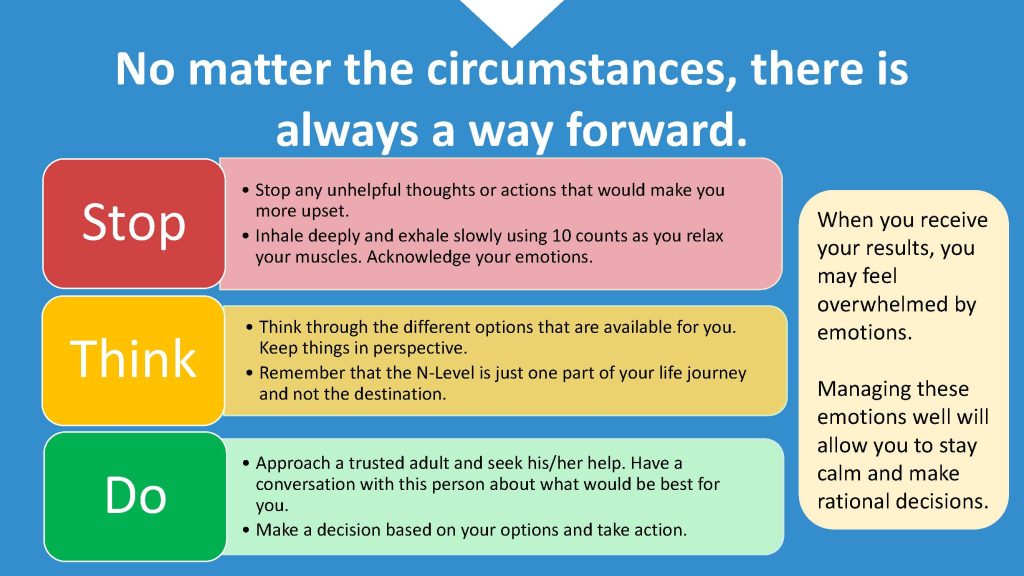 No matter the circumstances, there is
always a way forward.
Stop
• Stop any unhelpful thoughts or actions that would make you
more upset.
• Inhale deeply and exhale slowly using 10 counts as you relax
your muscles. Acknowledge your emotions.
Think
• Think through the different options that are available for you.
Keep things in perspective.
• Remember that the N-Level is just one part of your life journey
and not the destination.
Do
• Approach a trusted adult and seek his/her help. Have a
conversation with this person about what would be best for
you.
• Make a decision based on your options and take action.
When you receive
your results, you
may feel
overwhelmed by
emotions.
Managing these
emotions well will
allow you to stay
calm and make
rational decisions.